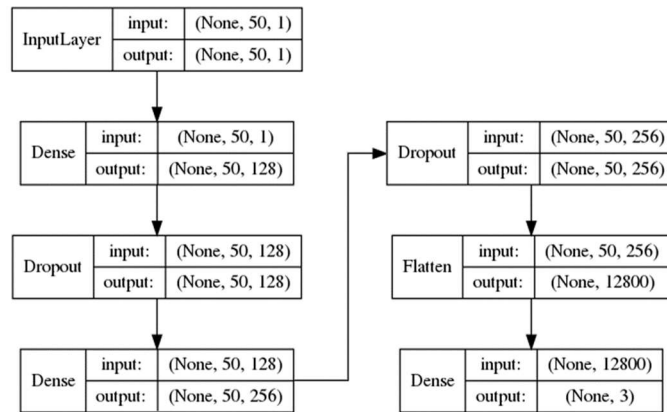 InputLayer
input: (None, 50, 1)
output: (None, 50, 1)
Dense
input: (None, 50, 1)
output: (None, 50, 128)
Dropout
input: (None, 50, 128)
output: (None, 50, 128)
Dense
input: (None, 50, 128)
output: (None, 50, 256)
Dropout
input: (None, 50, 256)
output: (None, 50, 256)
Flatten
input: (None, 50, 256)
output: (None, 12800)
Dense
input: (None, 12800)
output: (None, 3)